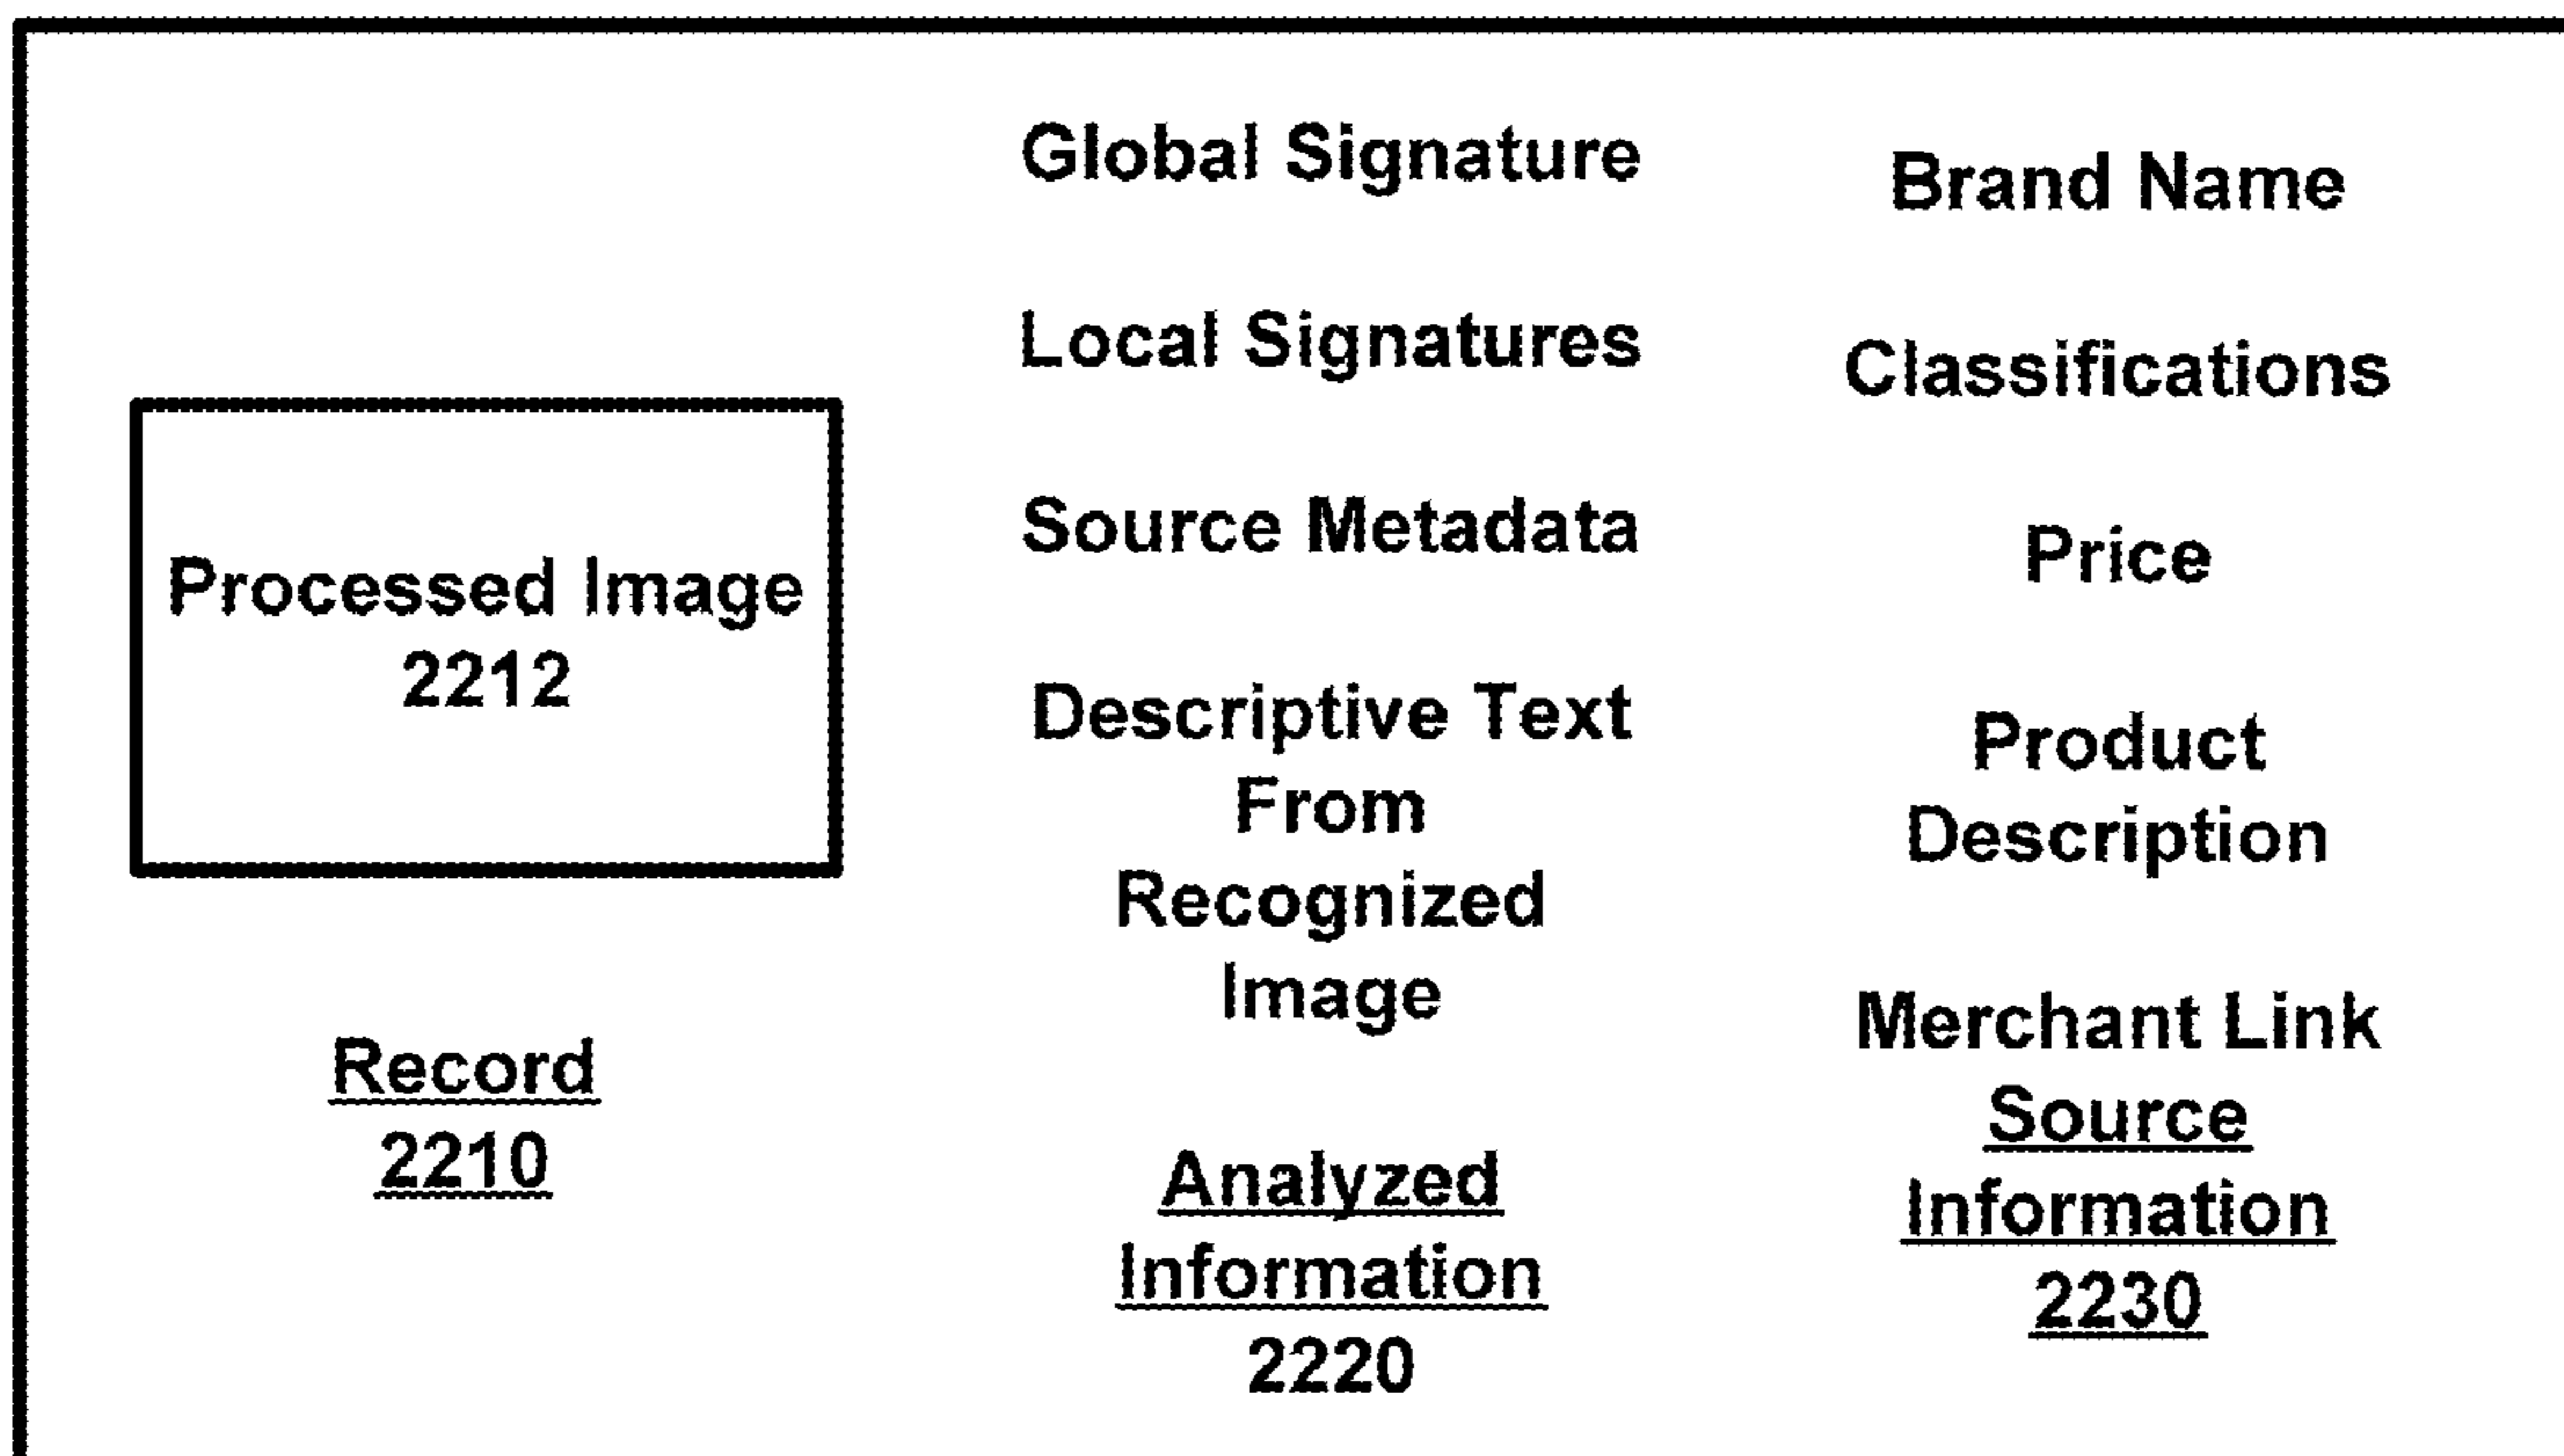 Processed Image
2212
Record
2210
Global Signature
Local Signatures
Source Metadata
Descriptive Text
From
Recognized
Image
Analyzed
Information
2220
Brand Name
Classifications
Price
Product
Description
Merchant Link
Source
Information
2230